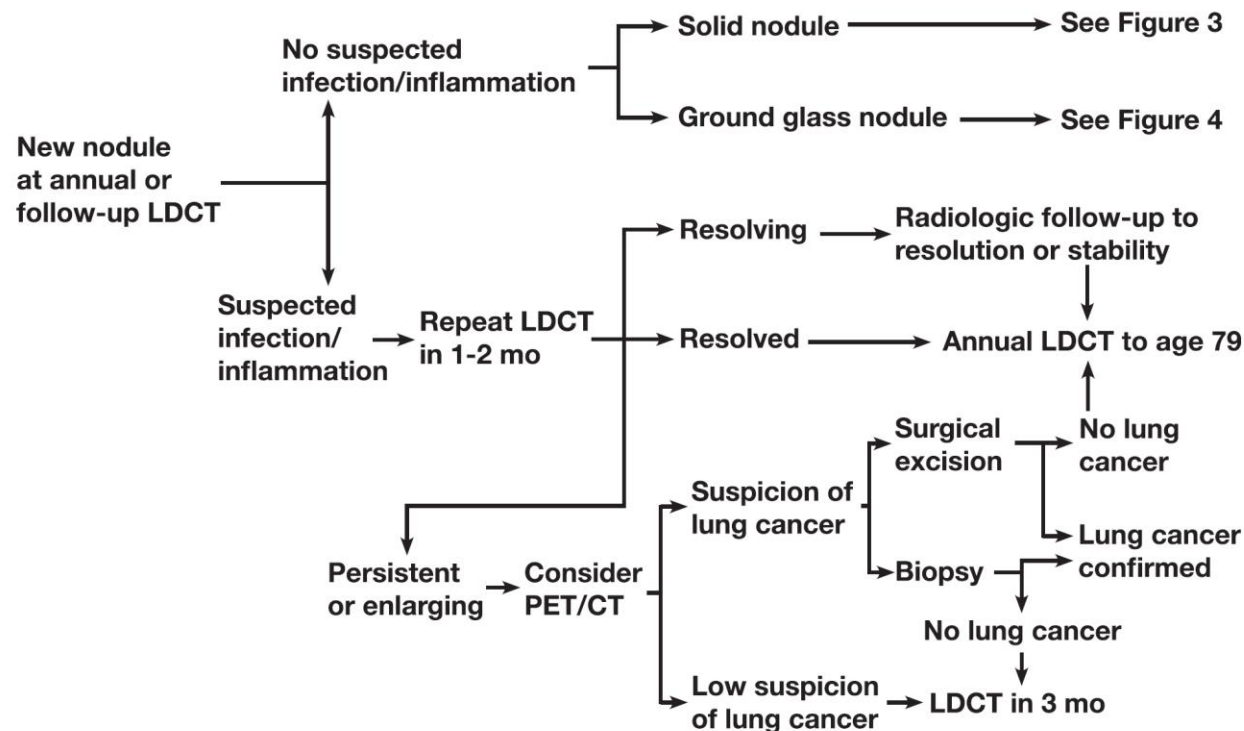 Solid nodule
See Figure 3
No suspected
infection/inflammation
Ground glass nodule
See Figure 4
New nodule
at annual or
follow-up LDCT
Resolving
Radiologic follow-up to
resolution or stability
Suspected
infection/
inflammation
Repeat LDCT
in 1-2 mo
Resolved
Annual LDCT to age 79
Surgical
excision
No lung
cancer
Suspicion of
lung cancer
Lung cancer
confirmed
Biopsy
Persistent
or enlarging
Consider
PET/CT
No lung cancer
Low suspicion
of lung cancer
LDCT in 3 mo